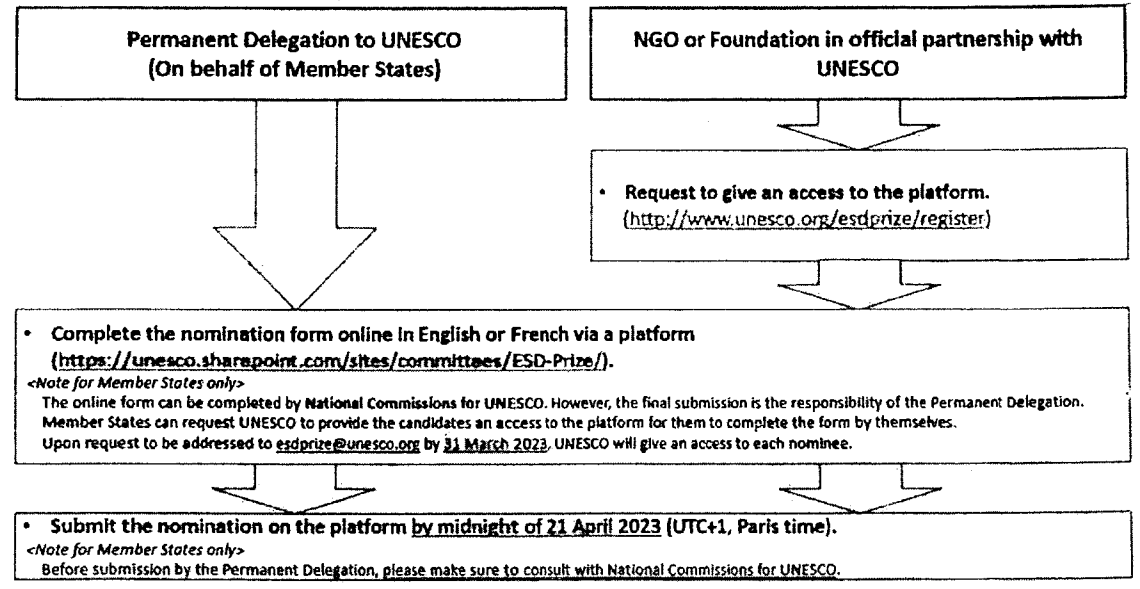 Permanent Delegation to UNESCO
(On behalf of Member States)
NGO or Foundation in official partnership with
UNESCO
• Request to give an access to the platform.
(http://www.unesco.org/esdprize/register)
• Complete the nomination form online in English or French via a platform
(https://unesco.sharepoint.com/sites/committees/ESD-Prize/).
<Note for Member States only>
The online form can be completed by National Commissions for UNESCO. However, the final submission is the responsibility of the Permanent Delegation.
Member States can request UNESCO to provide the candidates an access to the platform for them to complete the form by themselves.
Upon request to be addressed to esdprize@unesco.org by 31 March 2023, UNESCO will give an access to each nominee.
• Submit the nomination on the platform by midnight of 21 April 2023 (UTC+1, Paris time).
<Note for Member States only>
Before submission by the Permanent Delegation, please make sure to consult with National Commissions for UNESCO.